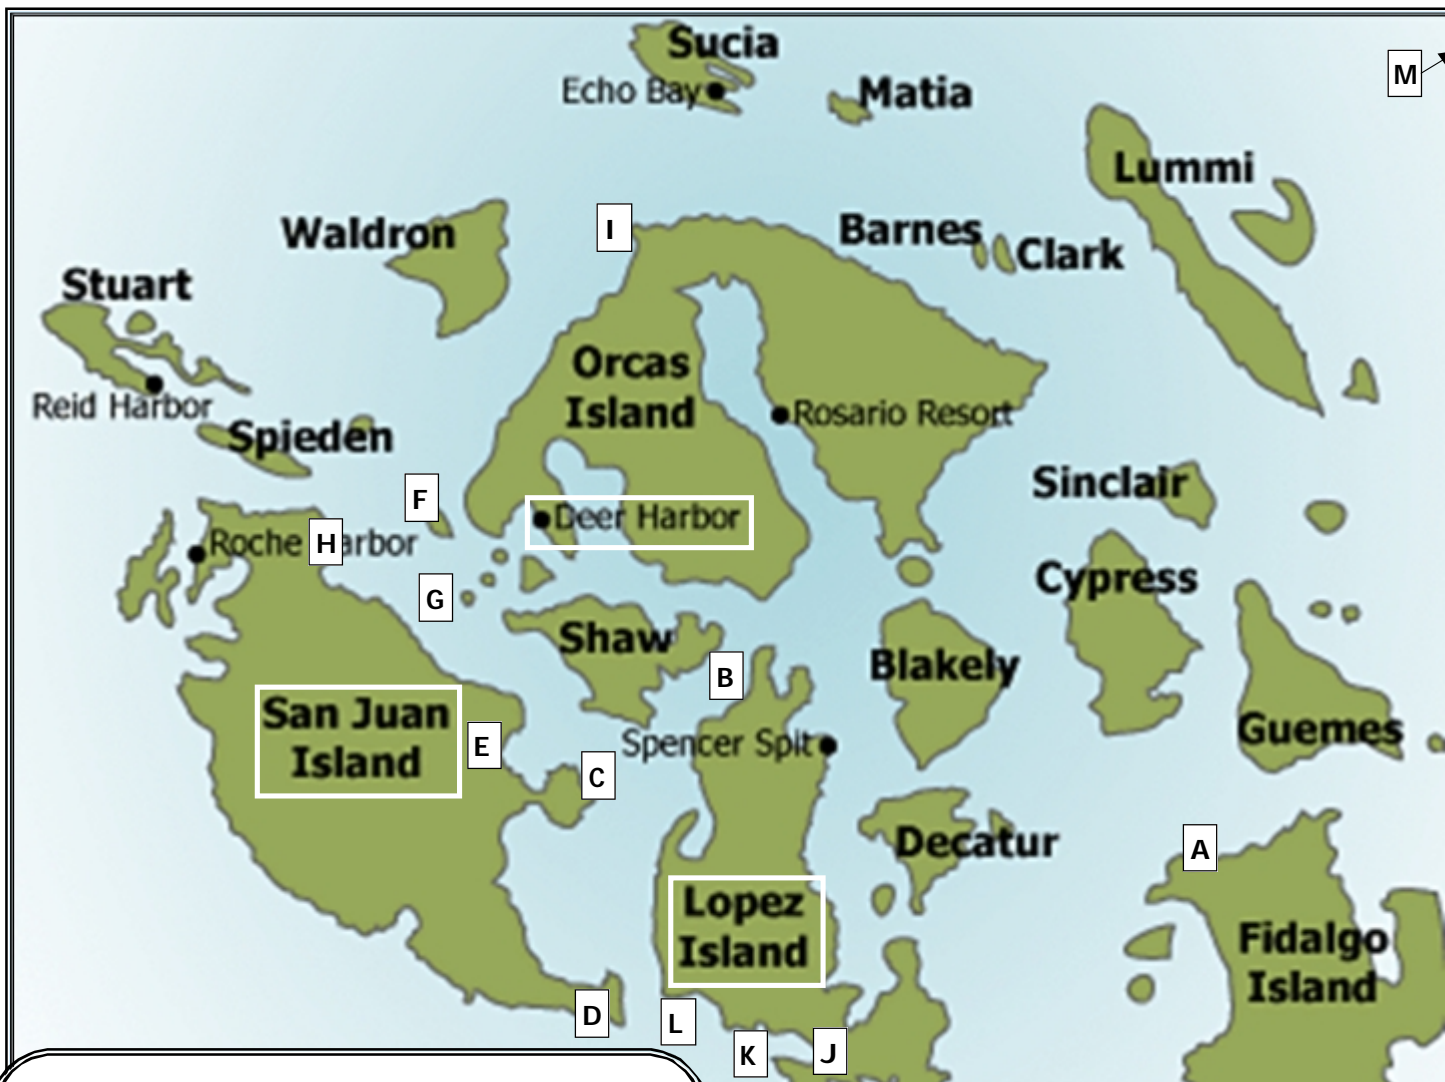 Sucia
M
Echo Bay
Matia
Lummi
I
Waldron
Barnes
Clark
Stuart
Orcas
Island
Reid Harbor
Rosario Resort
Spieden
Sinclair
F
Deer Harbor
Roche
H
arbor
Cypress
G
Shaw
B
Blakely
San Juan
Island
E
Spencer Spit
Guemes
C
Decatur
A
Lopez
Island
Fidalgo
Island
D
L
K
J